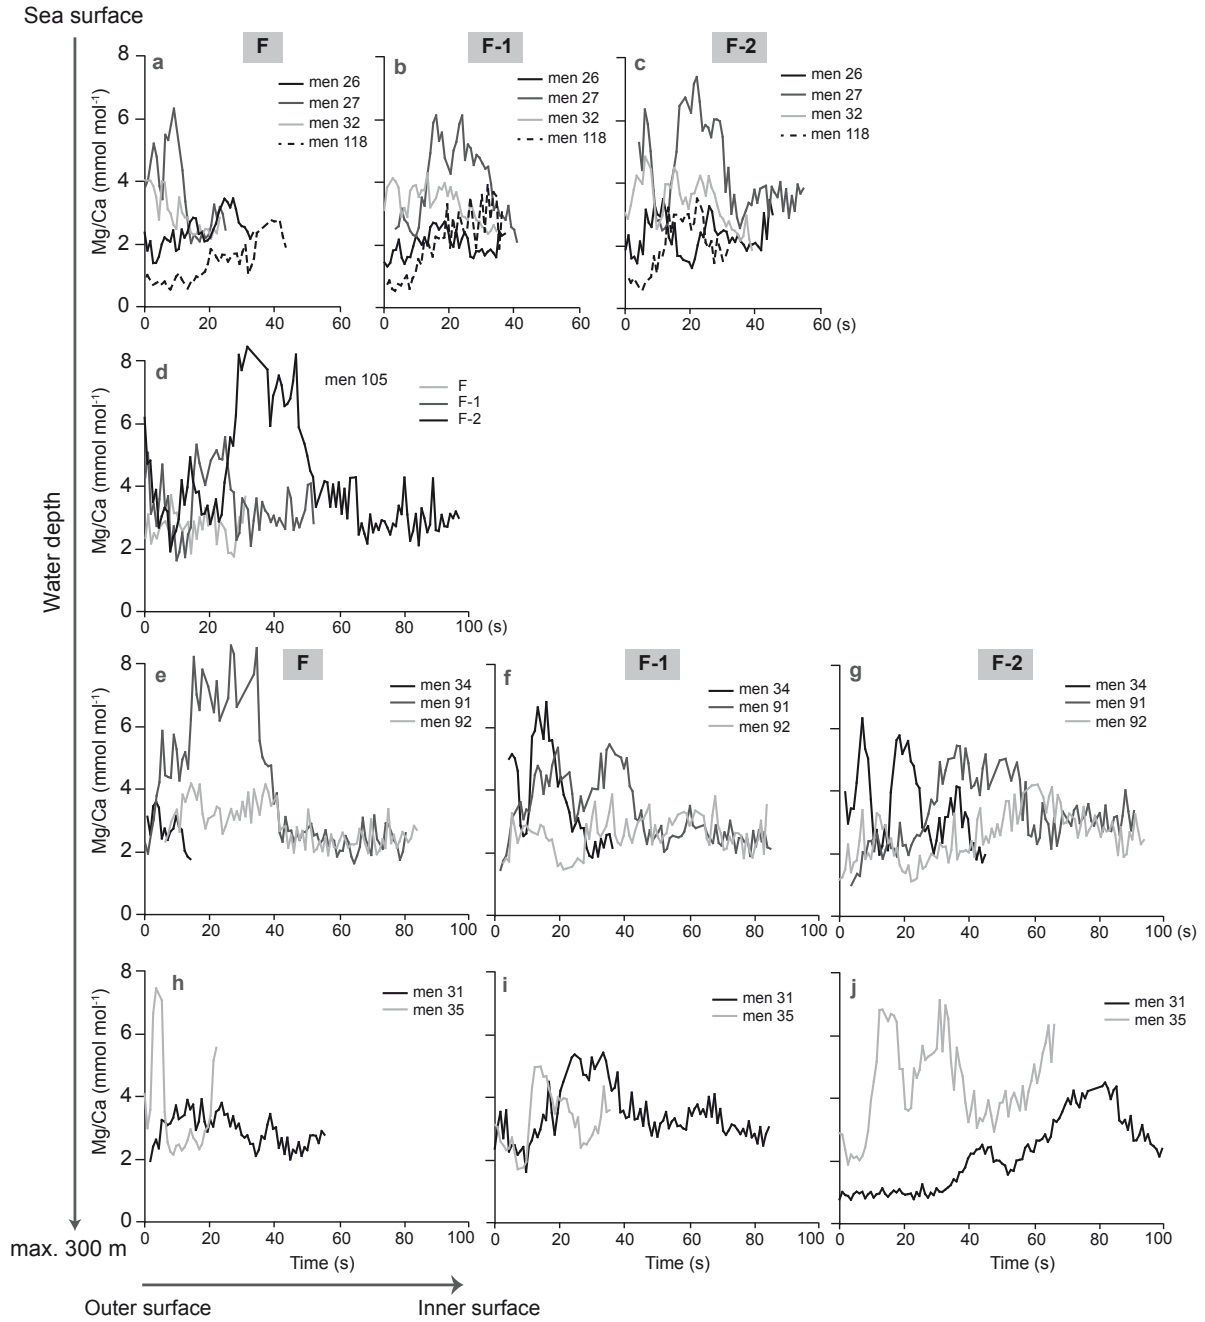 Sea surface
F
F-1
F-2
8
6
4
2
0
Mg/Ca (mmol mol-1)
a
men 26
men 27
men 32
men 118
0 20 40 60
b
men 26
men 27
men 32
men 118
0 20 40 60
c
men 26
men 27
men 32
men 118
0 20 40 60 (s)
8
6
4
2
0
Mg/Ca (mmol mol-1)
d
men 105
F
F-1
F-2
0 20 40 60 80 100 (s)
Water depth
F
F-1
F-2
8
6
4
2
0
Mg/Ca (mmol mol-1)
e
men 34
men 91
men 92
0 20 40 60 80 100
f
men 34
men 91
men 92
0 20 40 60 80 100
g
men 34
men 91
men 92
0 20 40 60 80 100 (s)
8
6
4
2
0
Mg/Ca (mmol mol-1)
h
men 31
men 35
0 20 40 60 80 100
Time (s)
i
men 31
men 35
0 20 40 60 80 100
Time (s)
j
men 31
men 35
0 20 40 60 80 100
Time (s)
max. 300 m
Outer surface
Inner surface